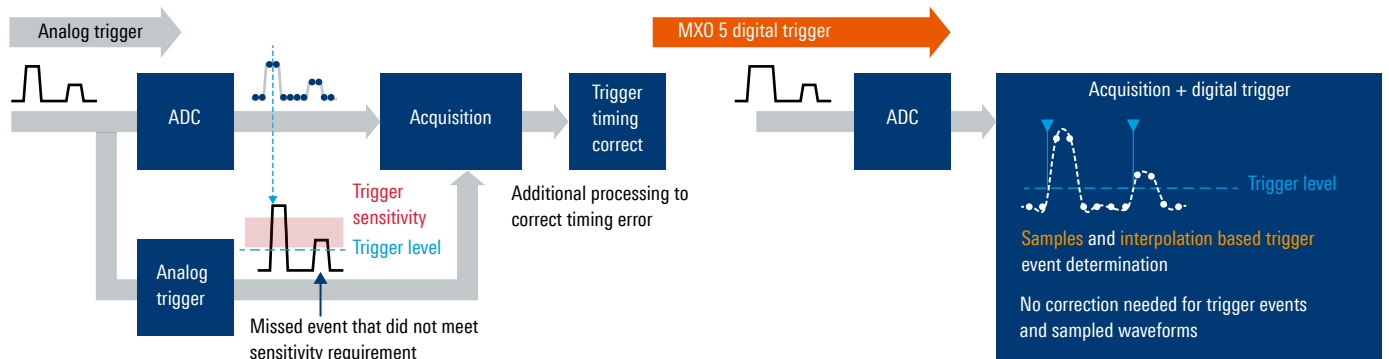 Analog trigger
ADC
Acquisition
Trigger
timing
correct
Trigger
sensitivity
Trigger level
Additional processing to
correct timing error
Analog
trigger
Missed event that did not meet
sensitivity requirement
MXO 5 digital trigger
ADC
Acquisition + digital trigger
Trigger level
Samples and interpolation based trigger
event determination
No correction needed for trigger events
and sampled waveforms